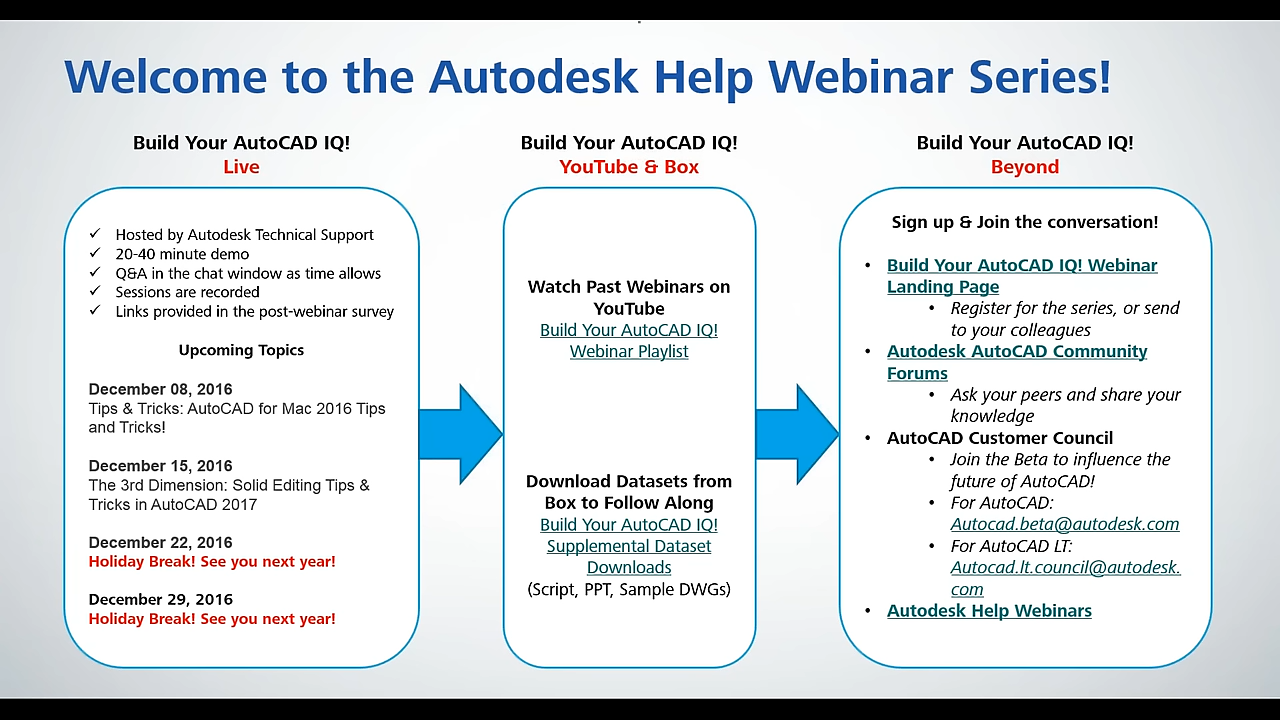 Welcome to the Autodesk Help Webinar Series!
Build Your AutoCAD IQ!
Live
✓ Hosted by Autodesk Technical Support
✓ 20-40 minute demo
✓ Q&A in the chat window as time allows
✓ Sessions are recorded
✓ Links provided in the post-webinar survey
Upcoming Topics
December 08, 2016
Tips & Tricks: AutoCAD for Mac 2016 Tips
and Tricks!
December 15, 2016
The 3rd Dimension: Solid Editing Tips &
Tricks in AutoCAD 2017
December 22, 2016
Holiday Break! See you next year!
December 29, 2016
Holiday Break! See you next year!
Build Your AutoCAD IQ!
YouTube & Box
Watch Past Webinars on
YouTube
Build Your AutoCAD IQ!
Webinar Playlist
Download Datasets from
Box to Follow Along
Build Your AutoCAD IQ!
Supplemental Dataset
Downloads
(Script, PPT, Sample DWGs)
Build Your AutoCAD IQ!
Beyond
Sign up & Join the conversation!
• Build Your AutoCAD IQ! Webinar
Landing Page
• Register for the series, or send
to your colleagues
• Autodesk AutoCAD Community
Forums
• Ask your peers and share your
knowledge
• AutoCAD Customer Council
• Join the Beta to influence the
future of AutoCAD!
• For AutoCAD:
Autocad.beta@autodesk.com
• For AutoCAD LT:
Autocad.lt.council@autodesk.
com
• Autodesk Help Webinars